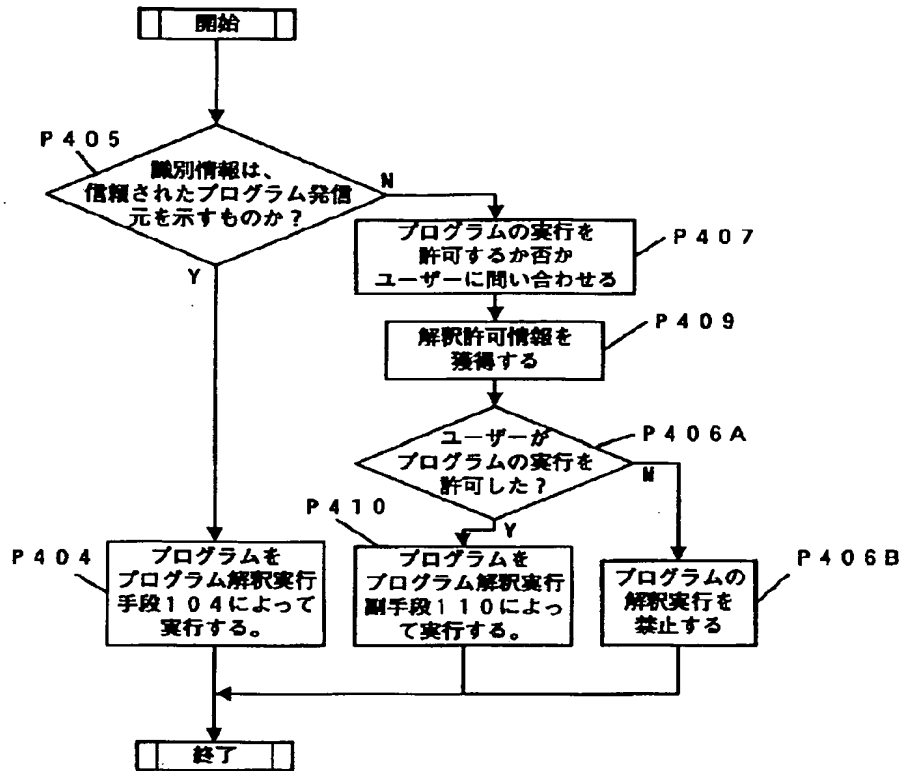 開始
P405
識別情報は、
信頼されたプログラム発信
元を示すものか？
N
Y
プログラムの実行を
許可するか否か
ユーザーに問い合わせる
P407
解釈許可情報を
獲得する
P409
ユーザーが
プログラムの実行を
許可した？
P406A
N
Y
P404
プログラムを
プログラム解釈実行
手段104によって
実行する。
P410
プログラムを
プログラム解釈実行
副手段110によっ
て実行する。
プログラムの
解釈実行を
禁止する
P406B
終了